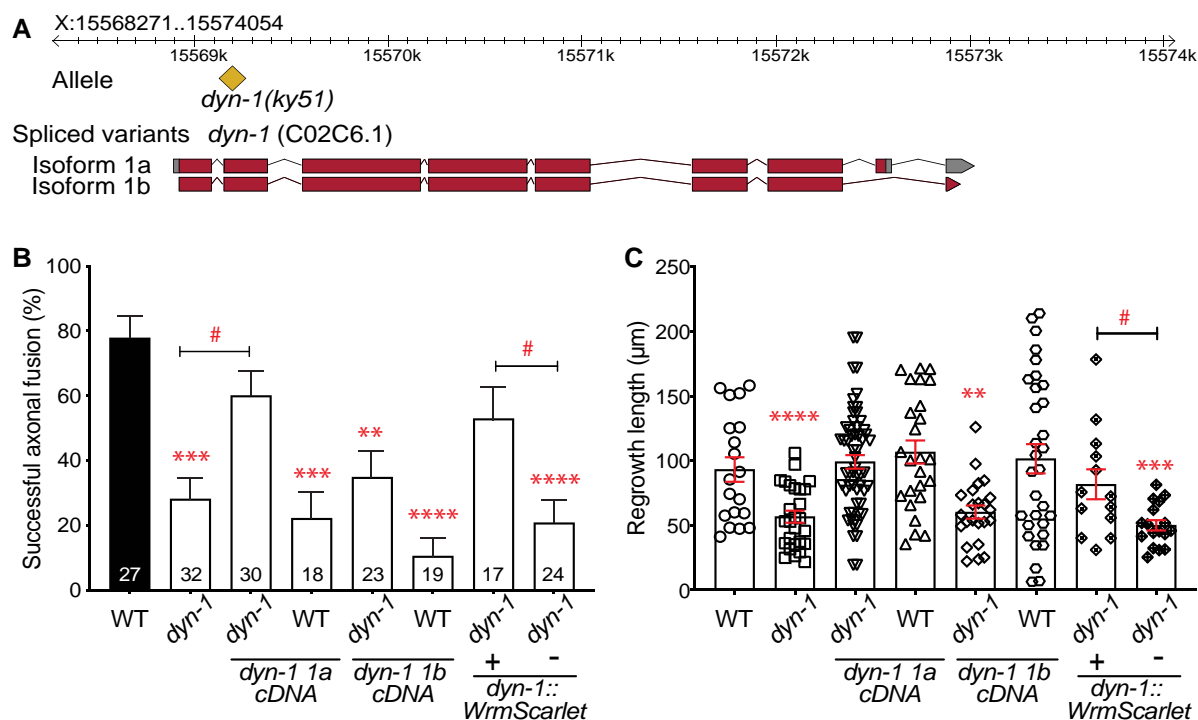 A
X:15568271..15574054
15569k 15570k 15571k 15572k 15573k 15574k
Allele
dyn-1(ky51)
Spliced variants dyn-1 (C02C6.1)
Isoform 1a
Isoform 1b
B
Successful axonal fusion (%)
100
80
60
40
20
0
***
#
***
**
****
#
****
27 32 30 18 23 19 17 24
WT dyn-1 dyn-1 WT dyn-1 WT dyn-1 dyn-1
+ -
dyn-1 1a
cDNA
dyn-1 1b
cDNA
dyn-1::
WrmScarlet
C
Regrowth length (µm)
250
200
150
100
50
0
****
**
#
***
WT dyn-1 dyn-1 WT dyn-1 WT dyn-1 dyn-1
+ -
dyn-1 1a
cDNA
dyn-1 1b
cDNA
dyn-1::
WrmScarlet